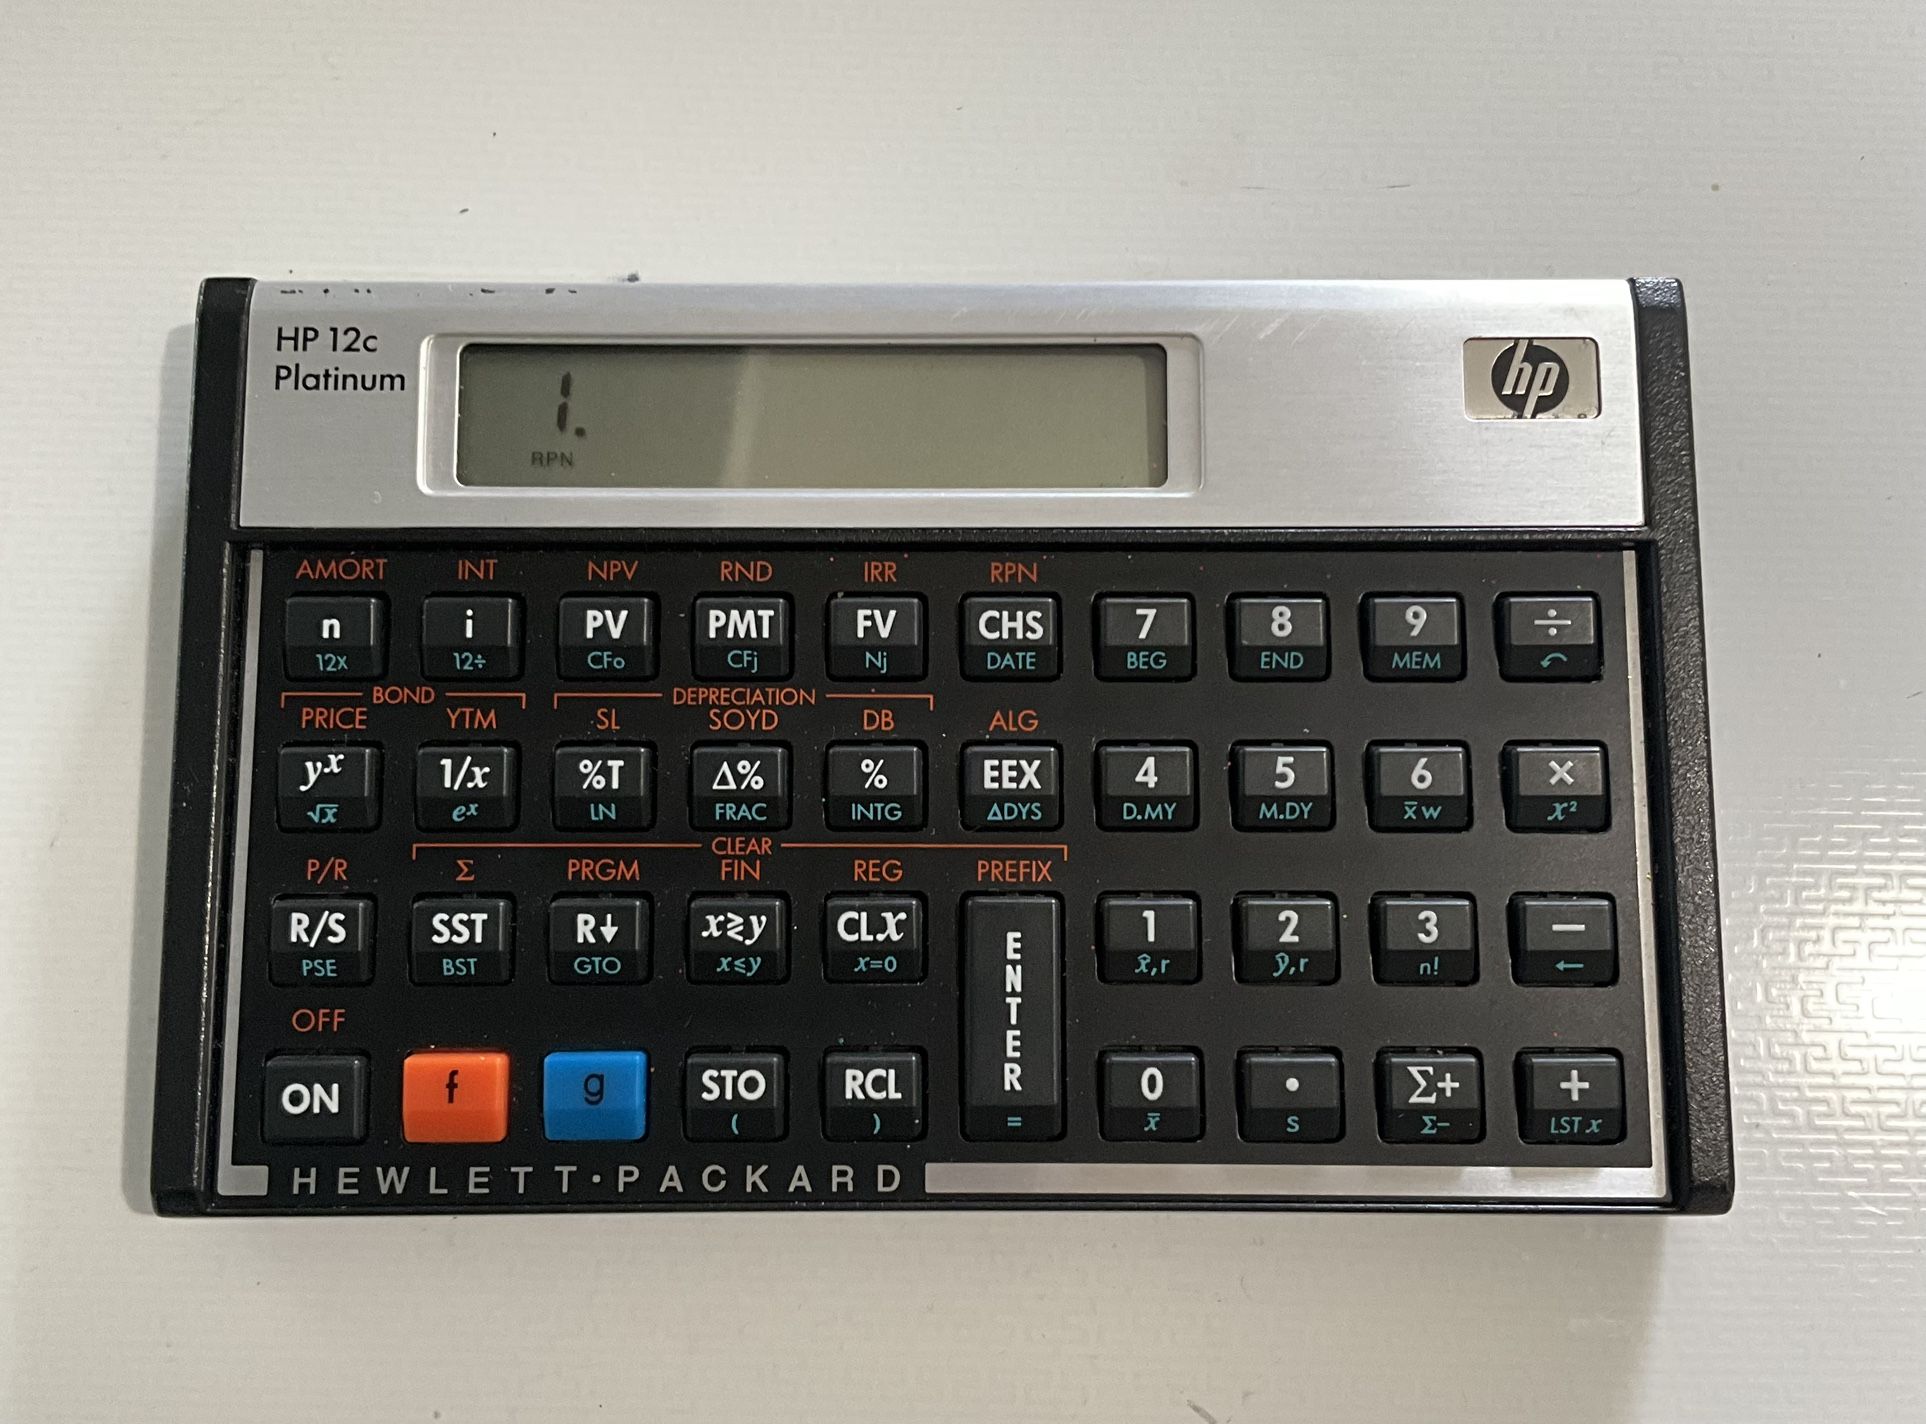 HP 12c
Platinum
hp
1.
RPN
AMORT INT NPV RND IRR RPN
n i PV PMT FV CHS 7 8 9 ÷
12x 12÷ CFo CFj Nj DATE BEG END MEM ↶
BOND DEPRECIATION
PRICE YTM SL SOYD DB ALG
yˣ 1/x %T Δ% % EEX 4 5 6 ×
√x eˣ LN FRAC INTG ΔDYS D.MY M.DY x̄w x²
CLEAR
P/R Σ PRGM FIN REG PREFIX
R/S SST R↓ x≷y CLx ENTER 1 2 3 −
PSE BST GTO x≤y x=0 x̂,r ŷ,r n! ←
OFF
ON f g STO RCL 0 • Σ+ +
( ) = x̄ s Σ− LST x
HEWLETT·PACKARD